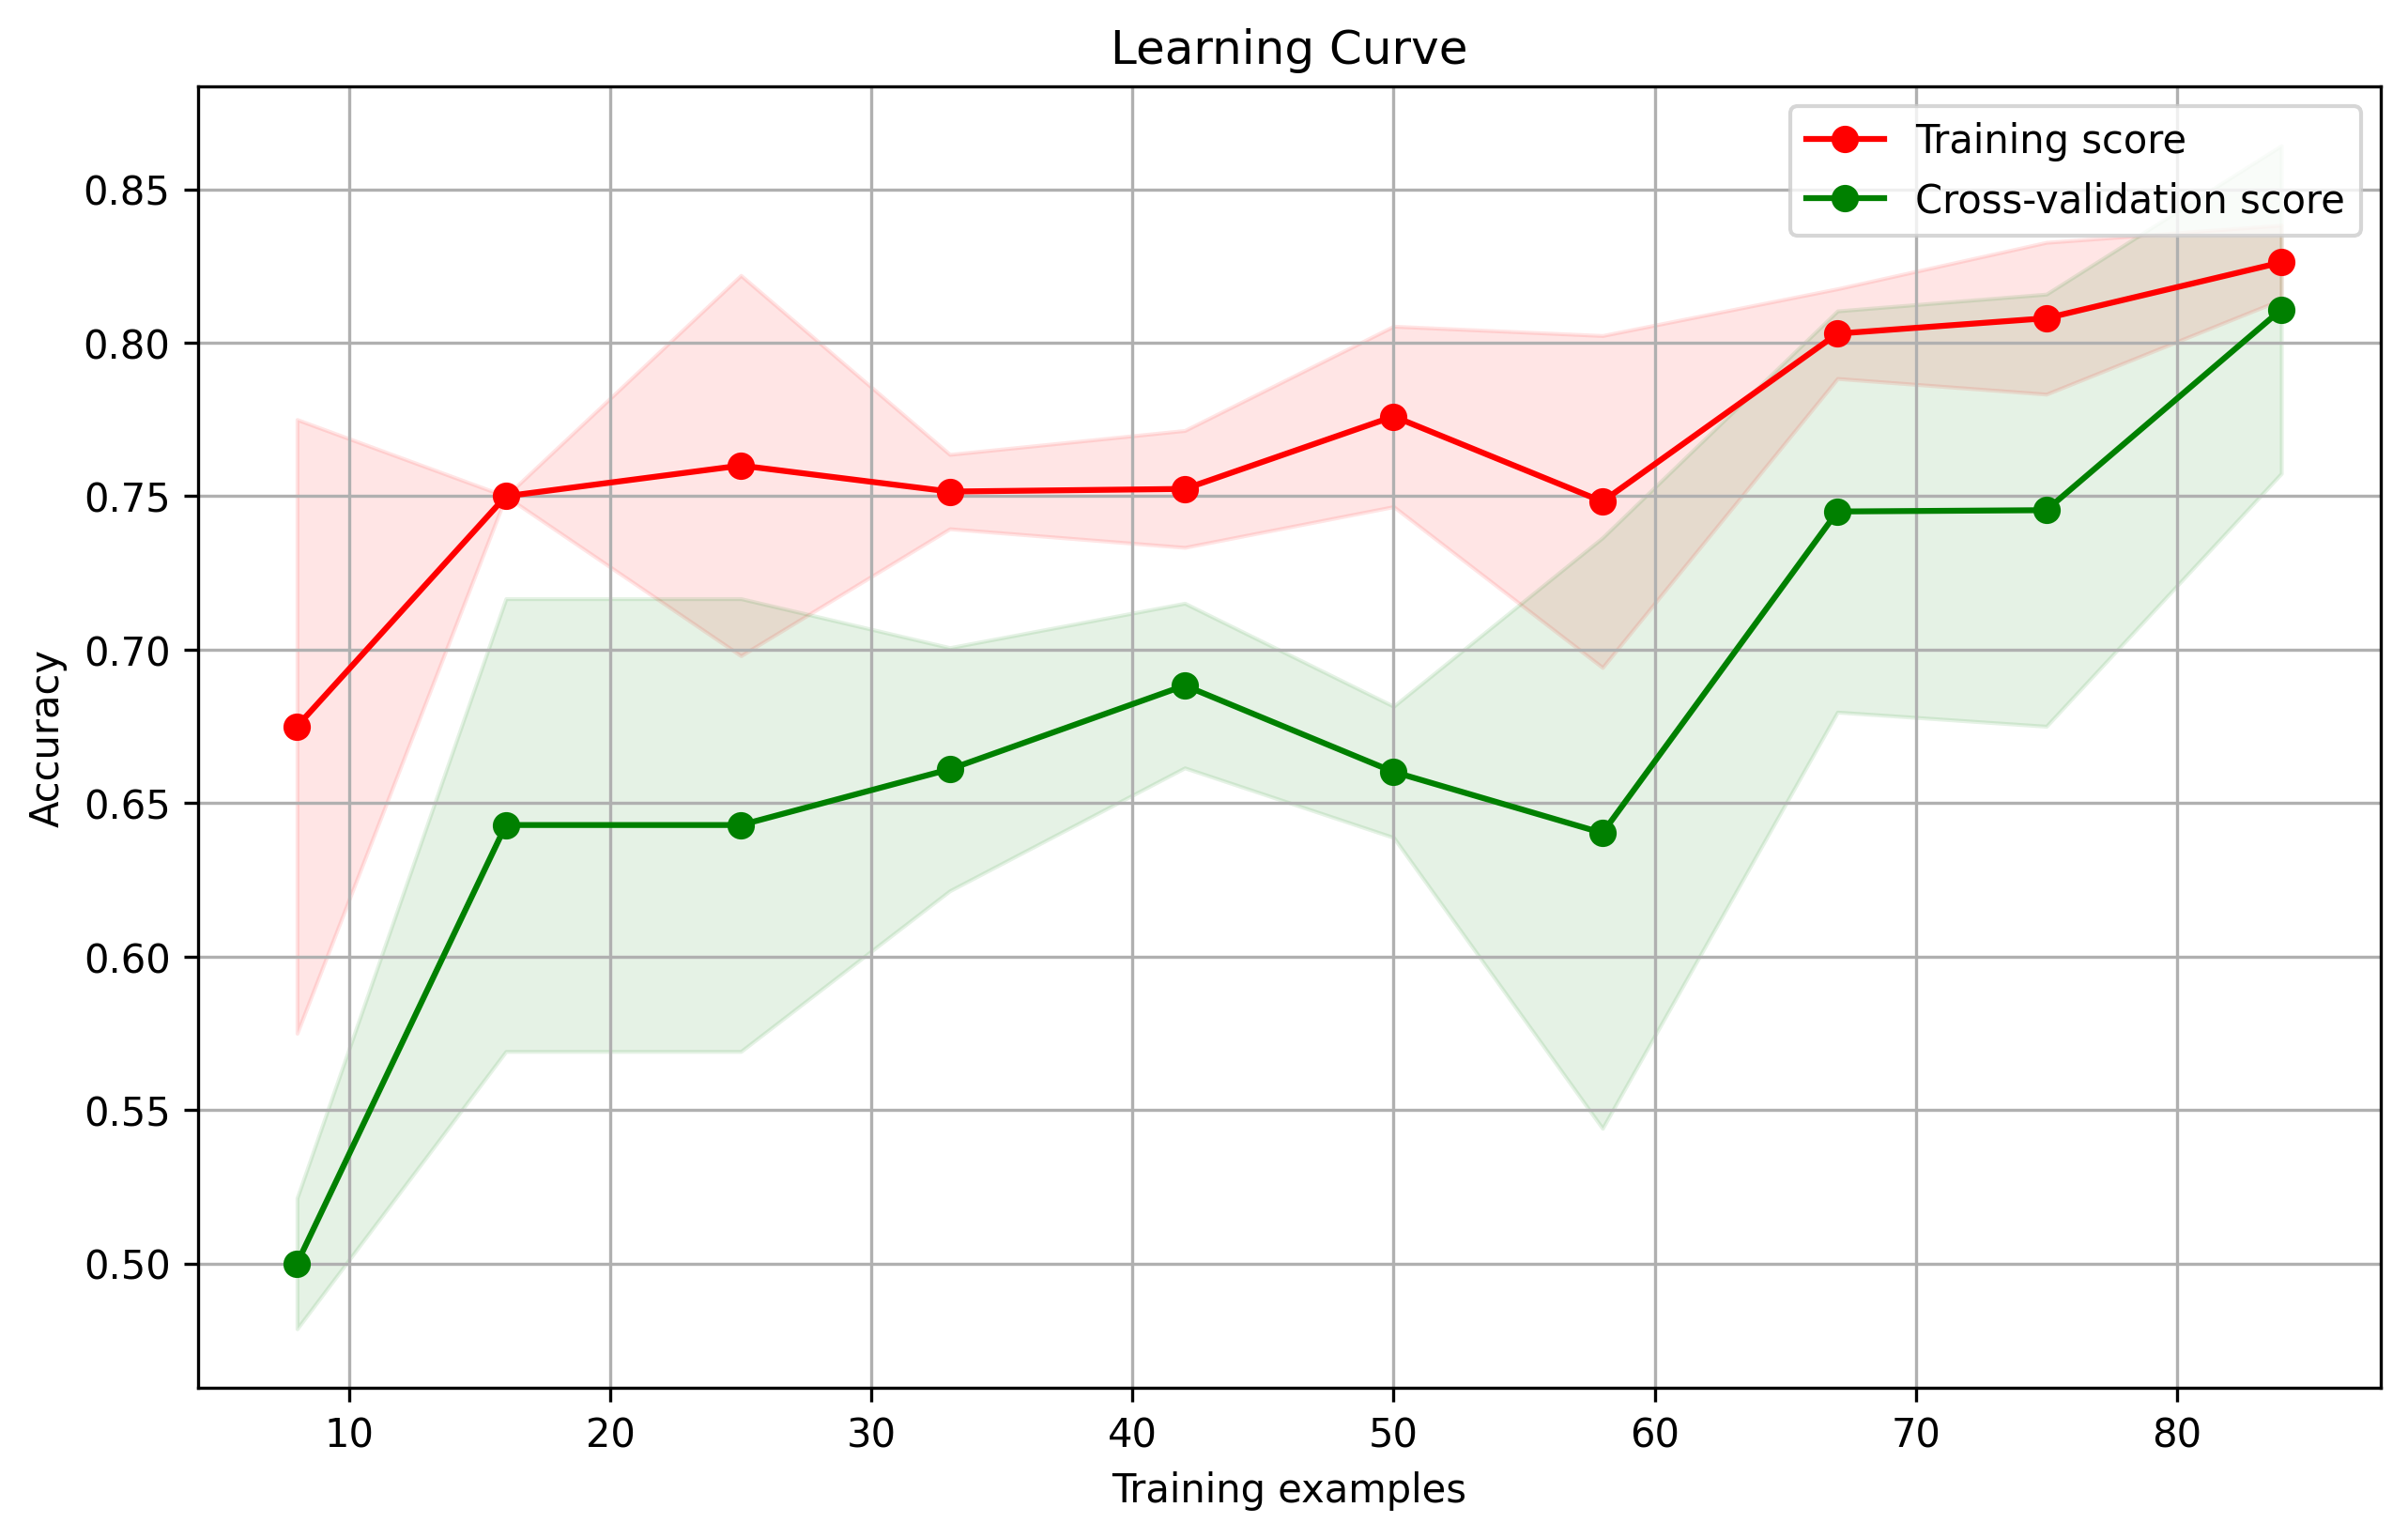 Learning Curve
Training score
Cross-validation score
0.85
0.80
0.75
0.70
0.65
0.60
0.55
0.50
Accuracy
10 20 30 40 50 60 70 80
Training examples